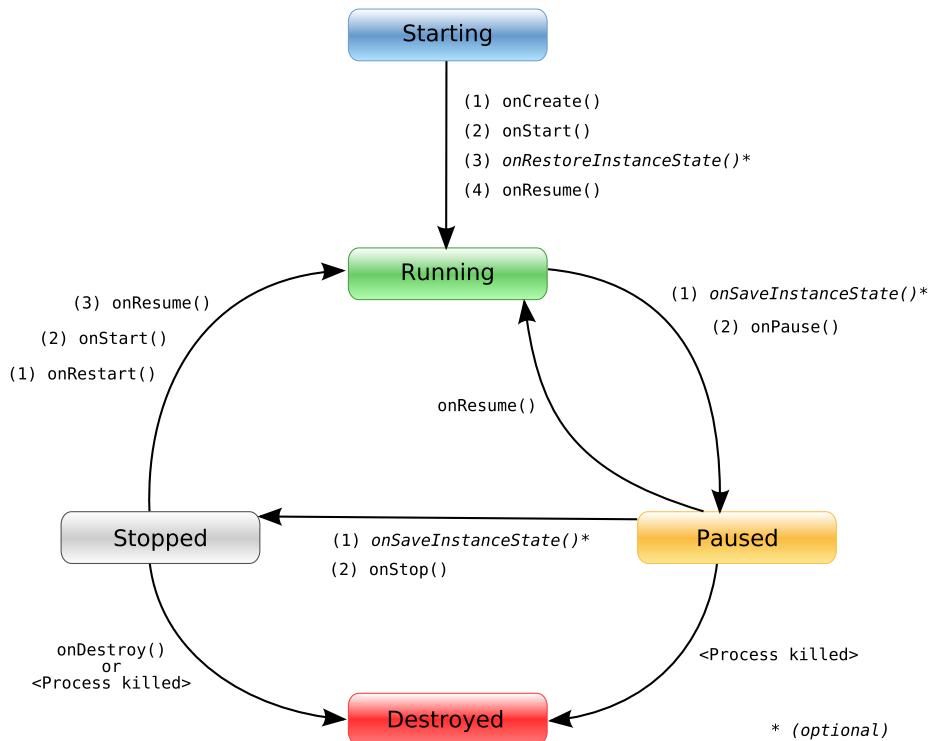 Starting
(1) onCreate()
(2) onStart()
(3) onRestoreInstanceState()*
(4) onResume()
Running
(3) onResume()
(2) onStart()
(1) onRestart()
(1) onSaveInstanceState()*
(2) onPause()
onResume()
Stopped
(1) onSaveInstanceState()*
(2) onStop()
Paused
onDestroy()
or
<Process killed>
<Process killed>
Destroyed
* (optional)